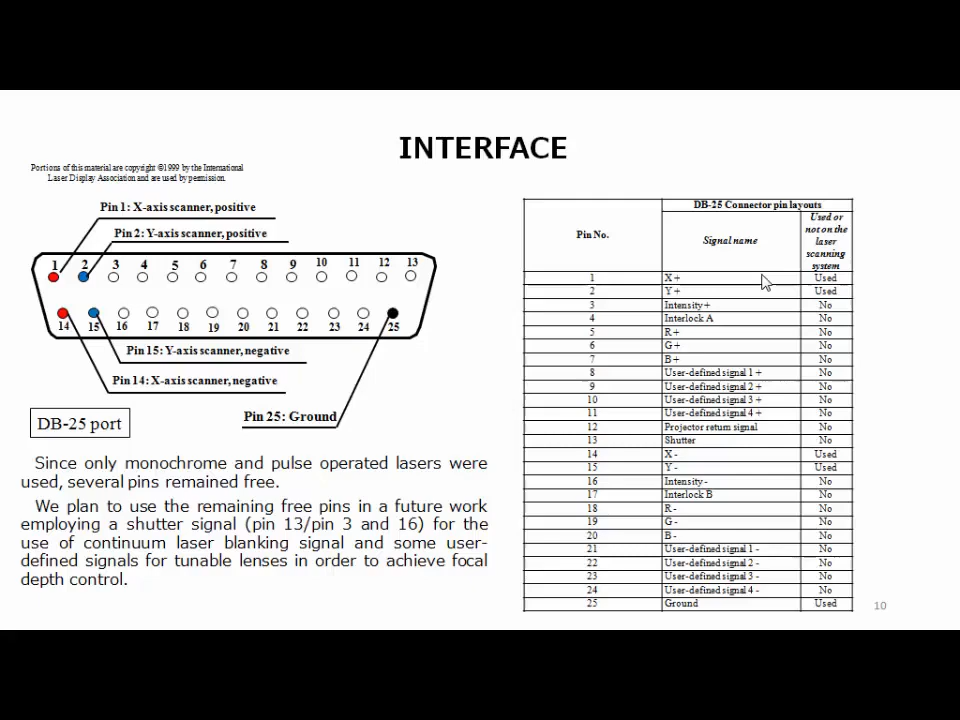 INTERFACE
Portions of this material are copyright ©1999 by the International
Laser Display Association and are used by permission.
Pin 1: X-axis scanner, positive
Pin 2: Y-axis scanner, positive
1 2 3 4 5 6 7 8 9 10 11 12 13
14 15 16 17 18 19 20 21 22 23 24 25
Pin 15: Y-axis scanner, negative
Pin 14: X-axis scanner, negative
Pin 25: Ground
DB-25 port
Since only monochrome and pulse operated lasers were
used, several pins remained free.
We plan to use the remaining free pins in a future work
employing a shutter signal (pin 13/pin 3 and 16) for the
use of continuum laser blanking signal and some user-
defined signals for tunable lenses in order to achieve focal
depth control.
DB-25 Connector pin layouts
Pin No.
Signal name
Used or
not on the
laser
scanning
system
1 X + Used
2 Y + Used
3 Intensity + No
4 Interlock A No
5 R + No
6 G + No
7 B + No
8 User-defined signal 1 + No
9 User-defined signal 2 + No
10 User-defined signal 3 + No
11 User-defined signal 4 + No
12 Projector return signal No
13 Shutter No
14 X - Used
15 Y - Used
16 Intensity - No
17 Interlock B No
18 R - No
19 G - No
20 B - No
21 User-defined signal 1 - No
22 User-defined signal 2 - No
23 User-defined signal 3 - No
24 User-defined signal 4 - No
25 Ground Used
10